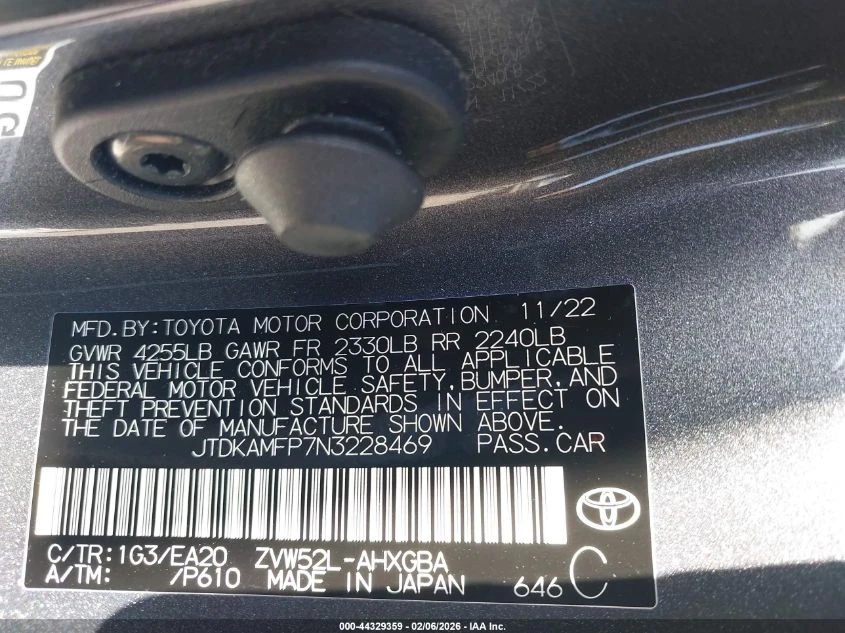 MFD.BY:TOYOTA MOTOR CORPORATION 11/22
GVWR 4255LB GAWR FR 2330LB RR 2240LB
THIS VEHICLE CONFORMS TO ALL APPLICABLE
FEDERAL MOTOR VEHICLE SAFETY,BUMPER,AND
THEFT PREVENTION STANDARDS IN EFFECT ON
THE DATE OF MANUFACTURE SHOWN ABOVE.
JTDKAMFP7N3228469 PASS.CAR
C/TR:1G3/EA20 ZVW52L-AHXGBA
A/TM: /P610 MADE IN JAPAN 646 C
000-44329359 - 02/06/2026 - IAA Inc.